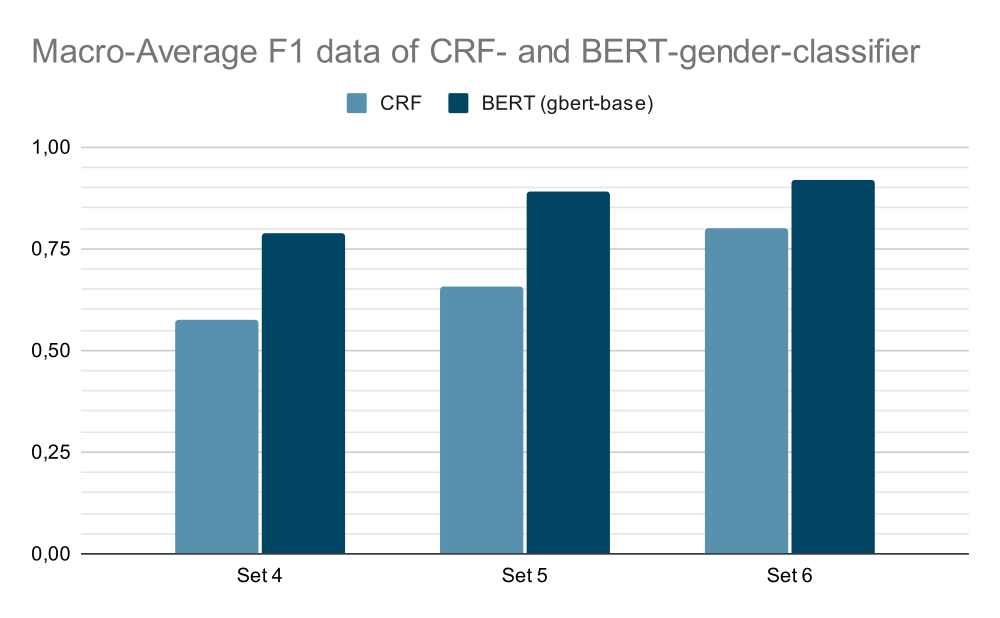 Macro-Average F1 data of CRF- and BERT-gender-classifier
CRF BERT (gbert-base)
1,00
0,75
0,50
0,25
0,00
Set 4 Set 5 Set 6